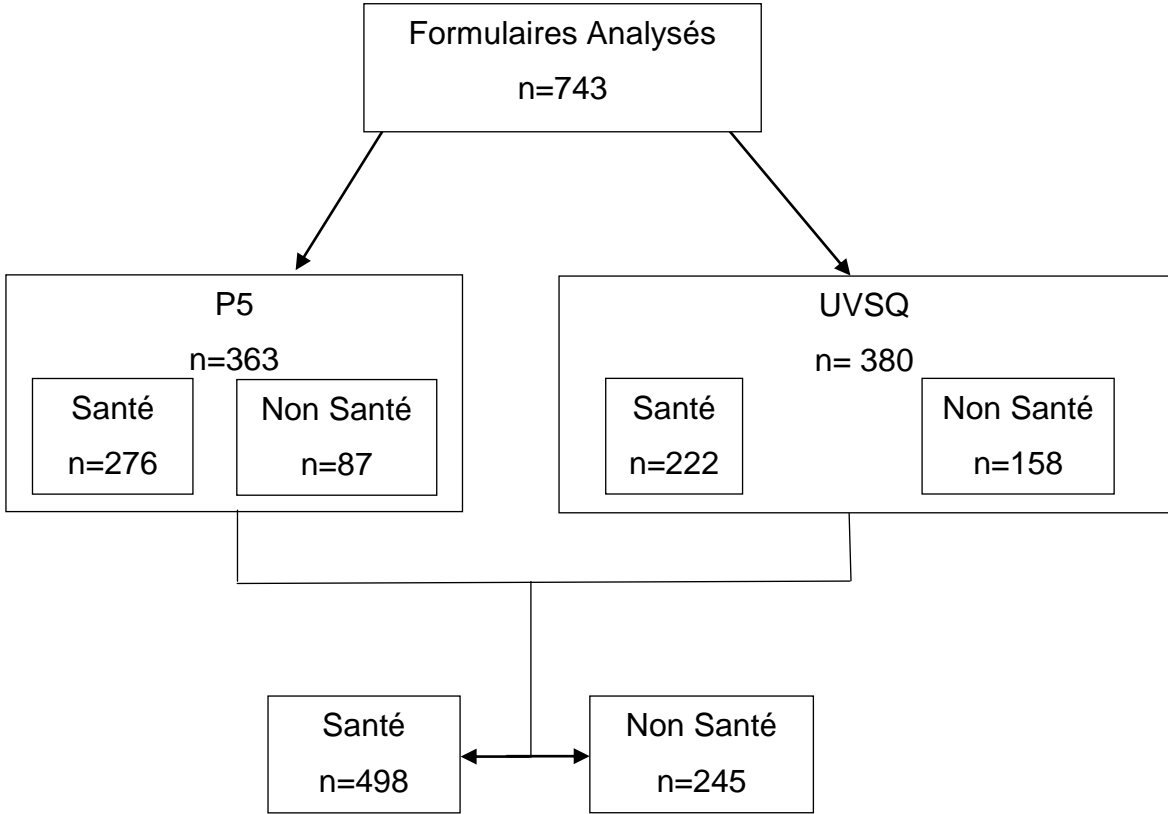 Formulaires Analysés
n=743
P5
n=363
Santé
n=276
Non Santé
n=87
UVSQ
n= 380
Santé
n=222
Non Santé
n=158
Santé
n=498
Non Santé
n=245